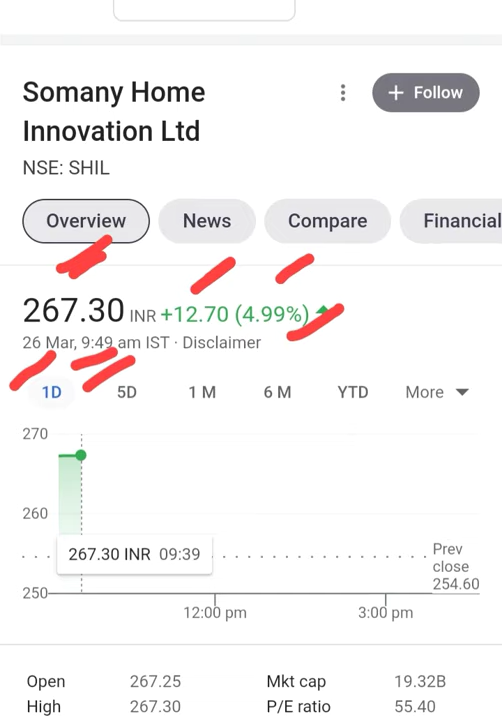 Somany Home
Innovation Ltd
+ Follow
NSE: SHIL
Overview News Compare Financial
267.30 INR +12.70 (4.99%)
26 Mar, 9:49 am IST · Disclaimer
1D 5D 1 M 6 M YTD More
270
260
267.30 INR 09:39
Prev
close
254.60
250
12:00 pm 3:00 pm
Open 267.25 Mkt cap 19.32B
High 267.30 P/E ratio 55.40